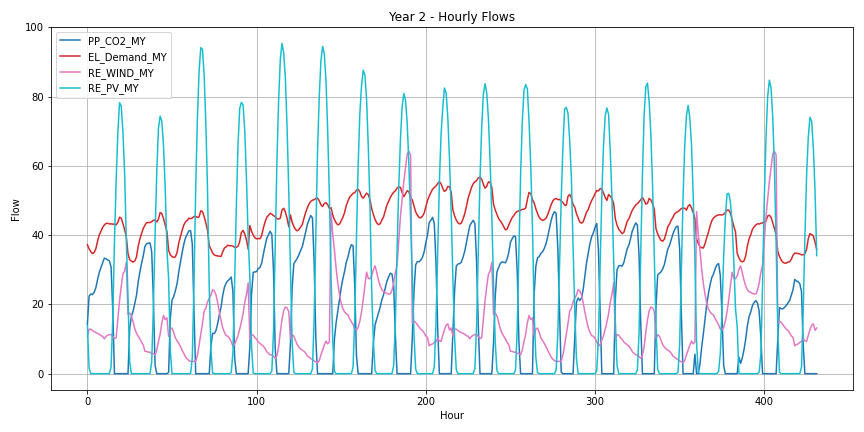 Year 2 - Hourly Flows
PP_CO2_MY
EL_Demand_MY
RE_WIND_MY
RE_PV_MY
100
80
60
40
20
0
Flow
0 100 200 300 400
Hour